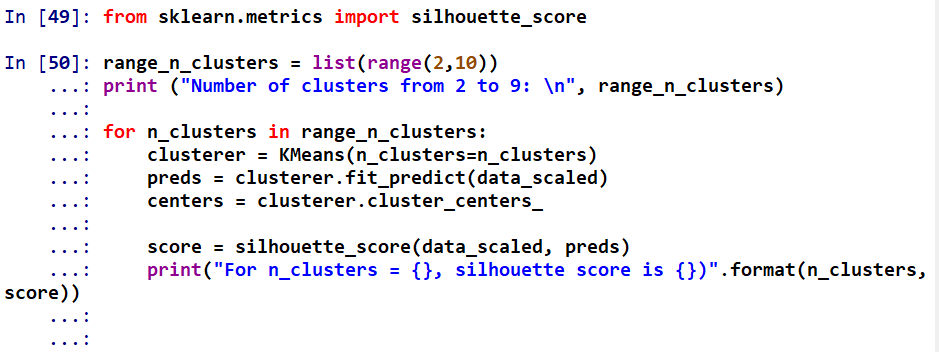 In [49]: from sklearn.metrics import silhouette_score
In [50]: range_n_clusters = list(range(2,10))
...: print ("Number of clusters from 2 to 9: \n", range_n_clusters)
...:
...: for n_clusters in range_n_clusters:
...:     clusterer = KMeans(n_clusters=n_clusters)
...:     preds = clusterer.fit_predict(data_scaled)
...:     centers = clusterer.cluster_centers_
...:
...:     score = silhouette_score(data_scaled, preds)
...:     print("For n_clusters = {}, silhouette score is {})".format(n_clusters,
score))
...:
...: